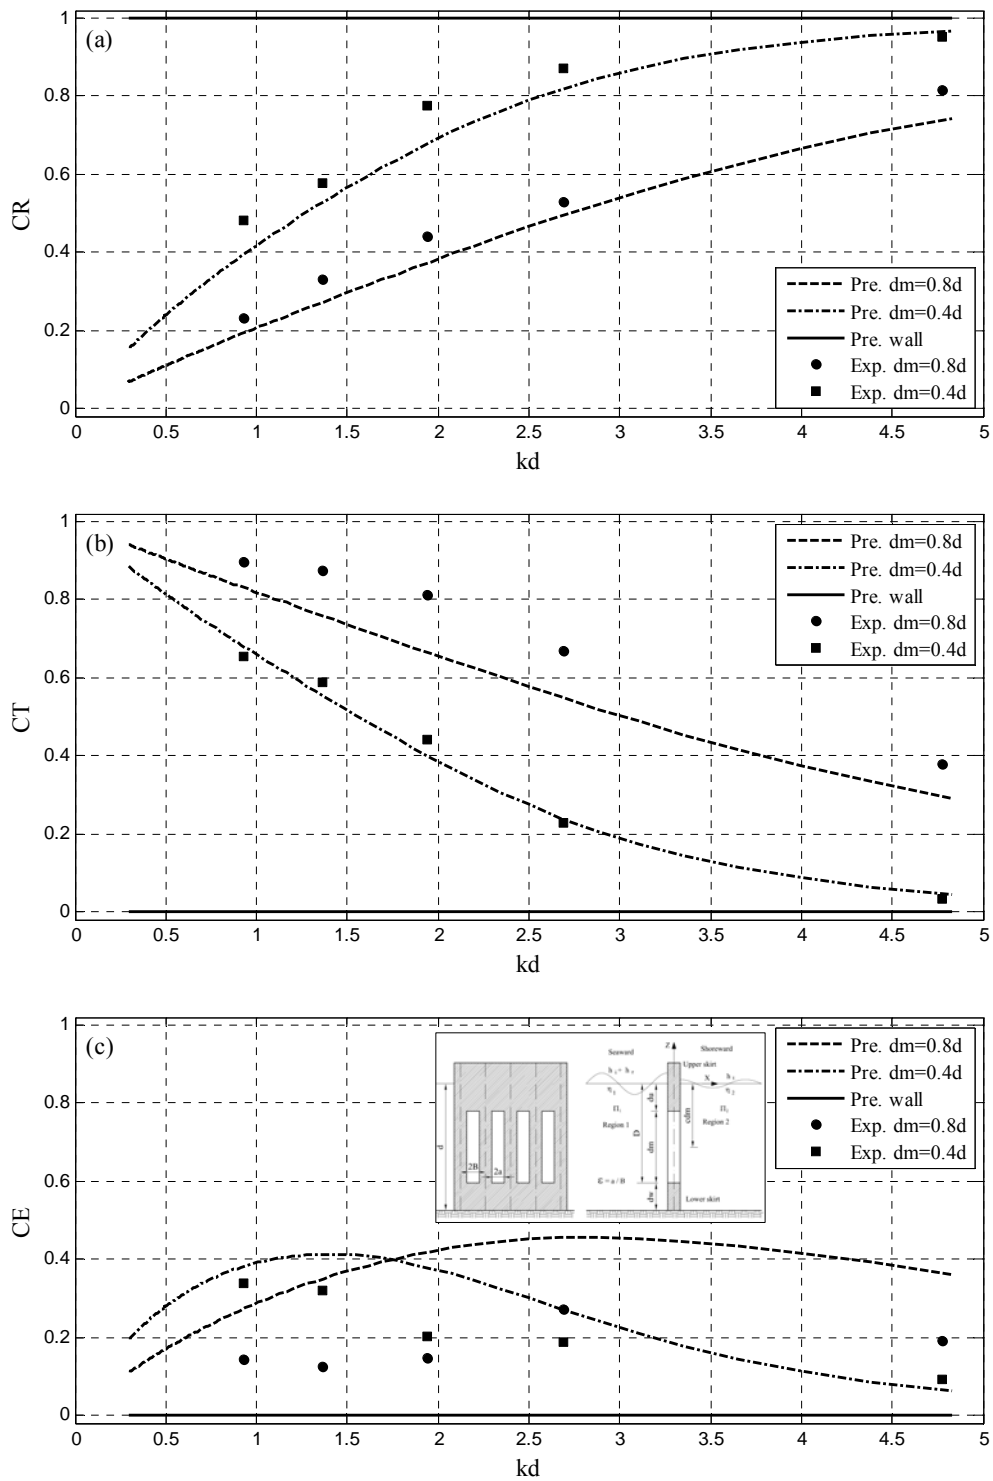 (a)
CR
1
0.8
0.6
0.4
0.2
0
Pre. dm=0.8d
Pre. dm=0.4d
Pre. wall
Exp. dm=0.8d
Exp. dm=0.4d
0 0.5 1 1.5 2 2.5 3 3.5 4 4.5 5
kd
(b)
CT
1
0.8
0.6
0.4
0.2
0
Pre. dm=0.8d
Pre. dm=0.4d
Pre. wall
Exp. dm=0.8d
Exp. dm=0.4d
0 0.5 1 1.5 2 2.5 3 3.5 4 4.5 5
kd
(c)
CE
1
0.8
0.6
0.4
0.2
0
Pre. dm=0.8d
Pre. dm=0.4d
Pre. wall
Exp. dm=0.8d
Exp. dm=0.4d
d
2B
2a
Seaward
Z
Shoreward
Upper skirt
X
du
Region 1
Region 2
D
dm
cdm
ε = a / B
dw
Lower skirt
0 0.5 1 1.5 2 2.5 3 3.5 4 4.5 5
kd